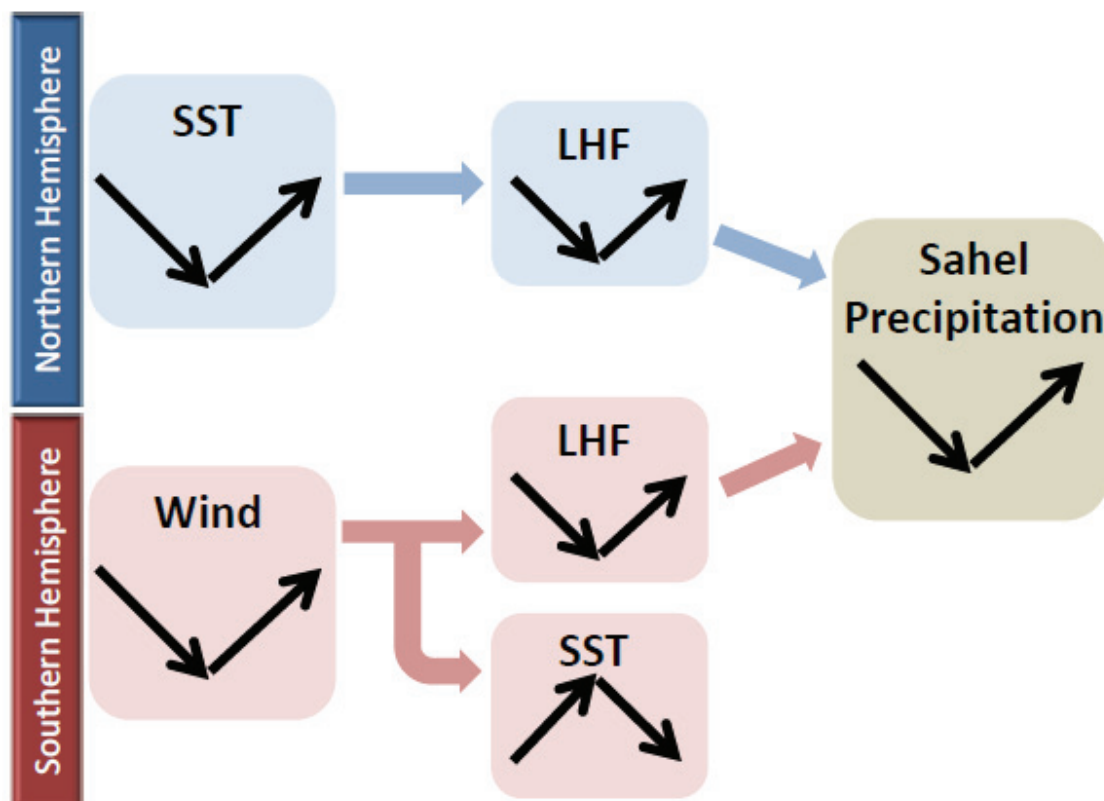 Northern Hemisphere
SST
LHF
Sahel
Precipitation
Southern Hemisphere
Wind
LHF
SST